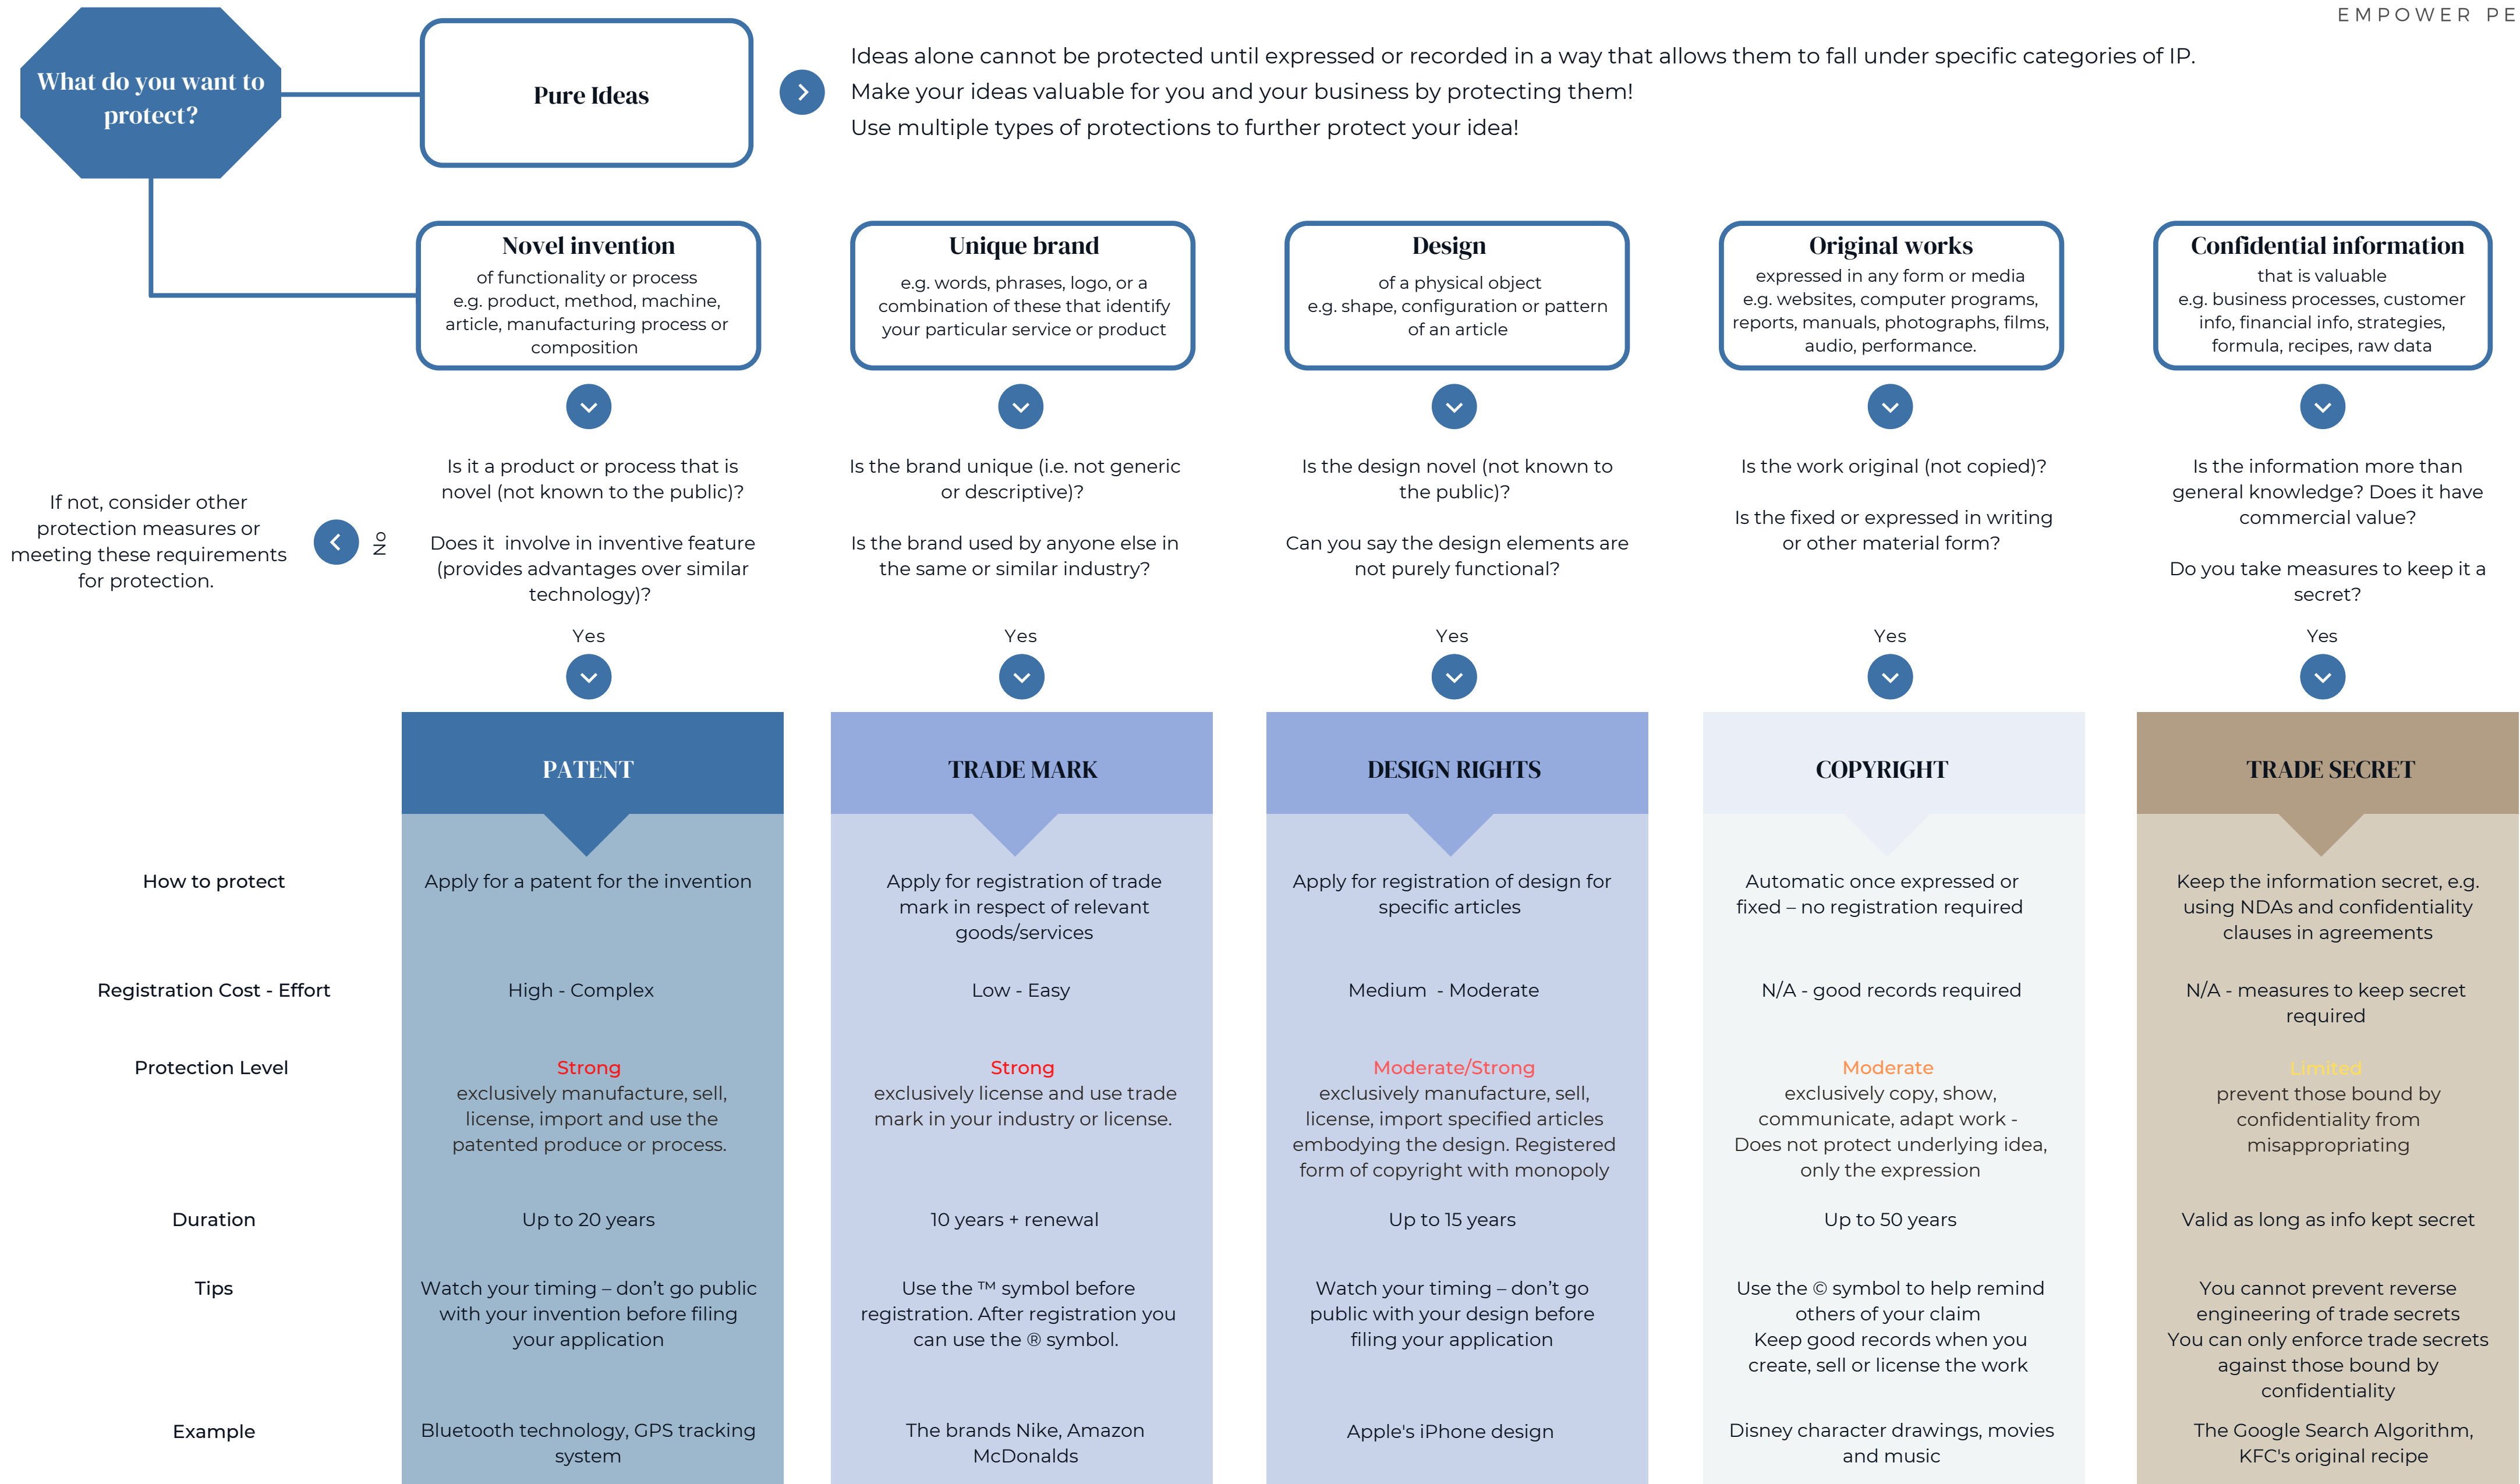 EMPOWER PE
What do you want to
protect?
Pure Ideas
Ideas alone cannot be protected until expressed or recorded in a way that allows them to fall under specific categories of IP.
Make your ideas valuable for you and your business by protecting them!
Use multiple types of protections to further protect your idea!
Novel invention
of functionality or process
e.g. product, method, machine,
article, manufacturing process or
composition
Unique brand
e.g. words, phrases, logo, or a
combination of these that identify
your particular service or product
Design
of a physical object
e.g. shape, configuration or pattern
of an article
Original works
expressed in any form or media
e.g. websites, computer programs,
reports, manuals, photographs, films,
audio, performance.
Confidential information
that is valuable
e.g. business processes, customer
info, financial info, strategies,
formula, recipes, raw data
If not, consider other
protection measures or
meeting these requirements
for protection.
No
Is it a product or process that is
novel (not known to the public)?
Does it  involve in inventive feature
(provides advantages over similar
technology)?
Yes
Is the brand unique (i.e. not generic
or descriptive)?
Is the brand used by anyone else in
the same or similar industry?
Yes
Is the design novel (not known to
the public)?
Can you say the design elements are
not purely functional?
Yes
Is the work original (not copied)?
Is the fixed or expressed in writing
or other material form?
Yes
Is the information more than
general knowledge? Does it have
commercial value?
Do you take measures to keep it a
secret?
Yes
PATENT
TRADE MARK
DESIGN RIGHTS
COPYRIGHT
TRADE SECRET
How to protect
Apply for a patent for the invention
Apply for registration of trade
mark in respect of relevant
goods/services
Apply for registration of design for
specific articles
Automatic once expressed or
fixed – no registration required
Keep the information secret, e.g.
using NDAs and confidentiality
clauses in agreements
Registration Cost - Effort
High - Complex
Low - Easy
Medium  - Moderate
N/A - good records required
N/A - measures to keep secret
required
Protection Level
Strong
exclusively manufacture, sell,
license, import and use the
patented produce or process.
Strong
exclusively license and use trade
mark in your industry or license.
Moderate/Strong
exclusively manufacture, sell,
license, import specified articles
embodying the design. Registered
form of copyright with monopoly
Moderate
exclusively copy, show,
communicate, adapt work -
Does not protect underlying idea,
only the expression
Limited
prevent those bound by
confidentiality from
misappropriating
Duration
Up to 20 years
10 years + renewal
Up to 15 years
Up to 50 years
Valid as long as info kept secret
Tips
Watch your timing – don’t go public
with your invention before filing
your application
Use the ™ symbol before
registration. After registration you
can use the ® symbol.
Watch your timing – don’t go
public with your design before
filing your application
Use the © symbol to help remind
others of your claim
Keep good records when you
create, sell or license the work
You cannot prevent reverse
engineering of trade secrets
You can only enforce trade secrets
against those bound by
confidentiality
Example
Bluetooth technology, GPS tracking
system
The brands Nike, Amazon
McDonalds
Apple's iPhone design
Disney character drawings, movies
and music
The Google Search Algorithm,
KFC's original recipe